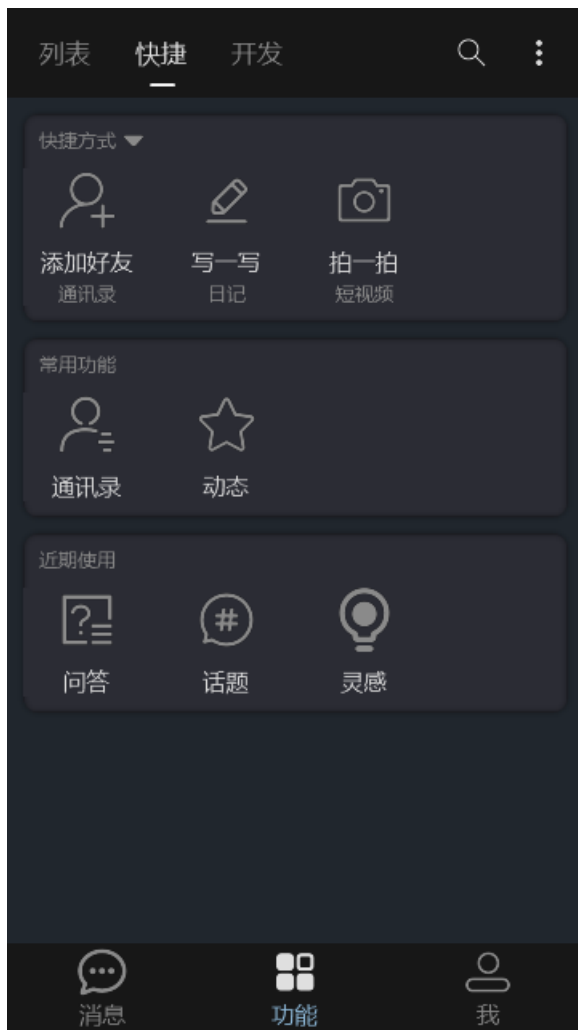 列表 快捷 开发
快捷方式
添加好友 写一写 拍一拍
通讯录 日记 短视频
常用功能
通讯录 动态
近期使用
问答 话题 灵感
消息 功能 我